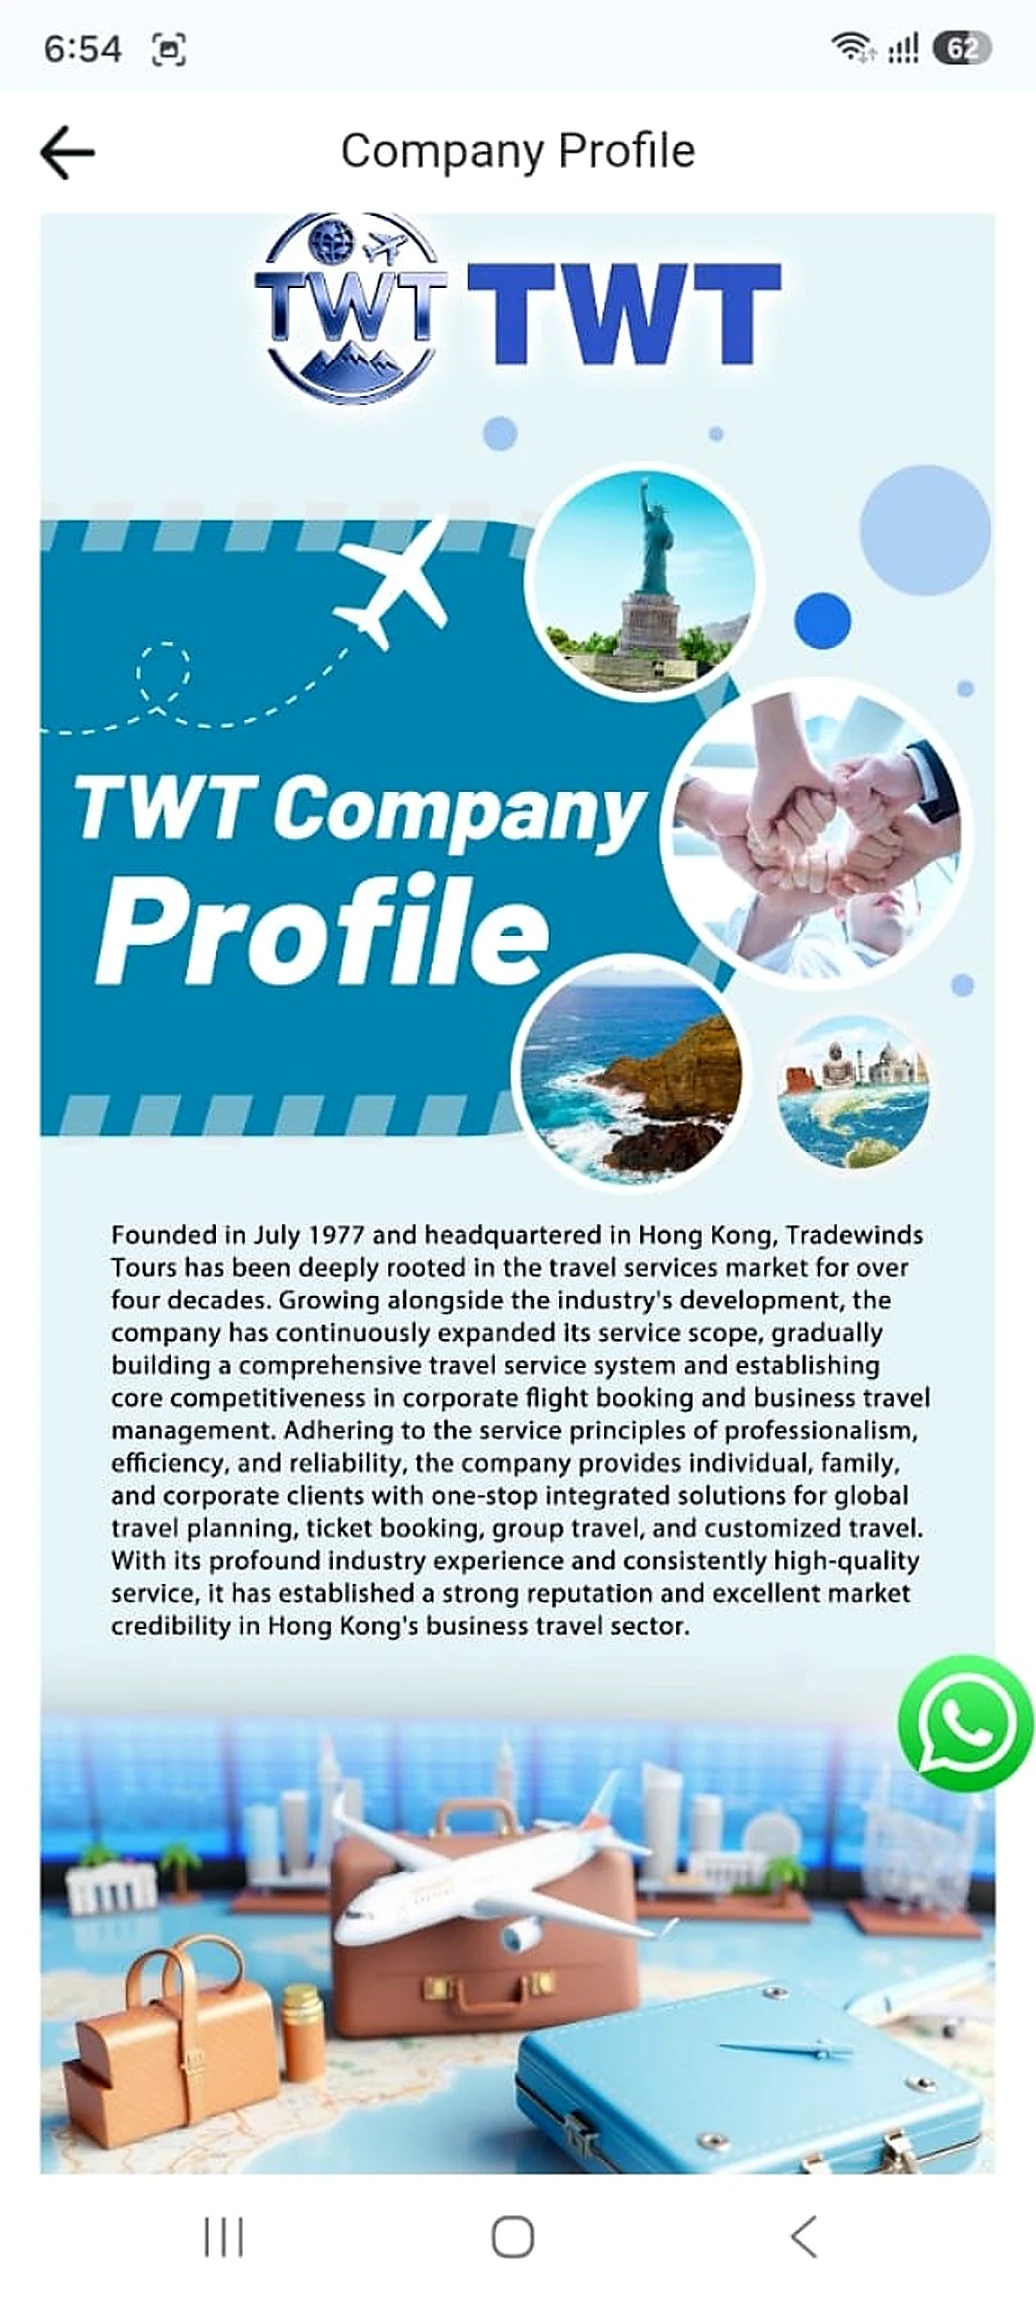 6:54
62
Company Profile
TWT TWT
TWT Company
Profile
Founded in July 1977 and headquartered in Hong Kong, Tradewinds
Tours has been deeply rooted in the travel services market for over
four decades. Growing alongside the industry's development, the
company has continuously expanded its service scope, gradually
building a comprehensive travel service system and establishing
core competitiveness in corporate flight booking and business travel
management. Adhering to the service principles of professionalism,
efficiency, and reliability, the company provides individual, family,
and corporate clients with one-stop integrated solutions for global
travel planning, ticket booking, group travel, and customized travel.
With its profound industry experience and consistently high-quality
service, it has established a strong reputation and excellent market
credibility in Hong Kong's business travel sector.